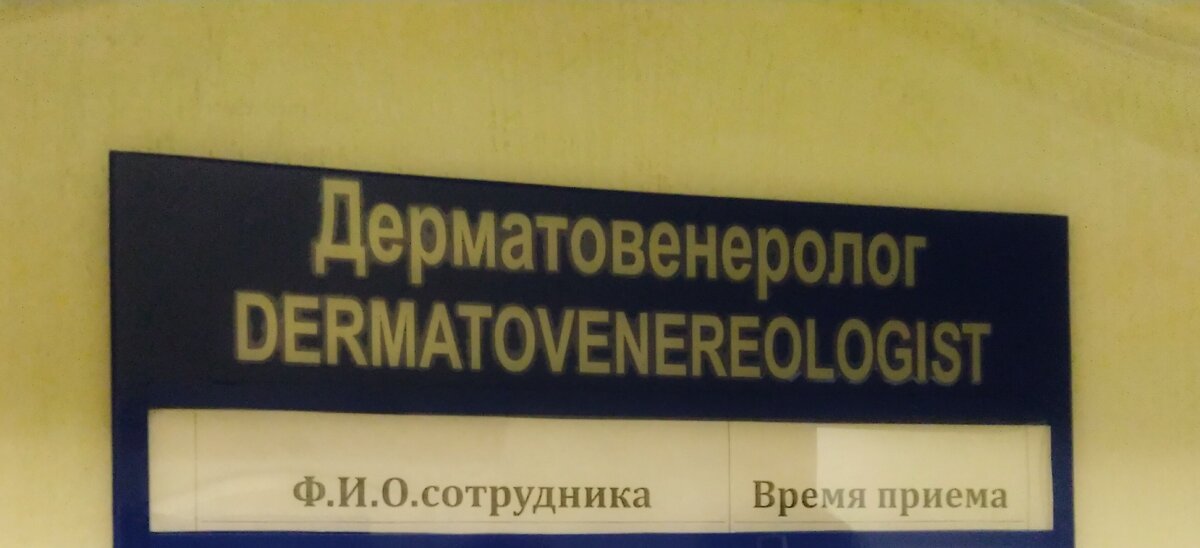 Дерматовенеролог
DERMATOVENEREOLOGIST
Ф.И.О.сотрудника Время приема